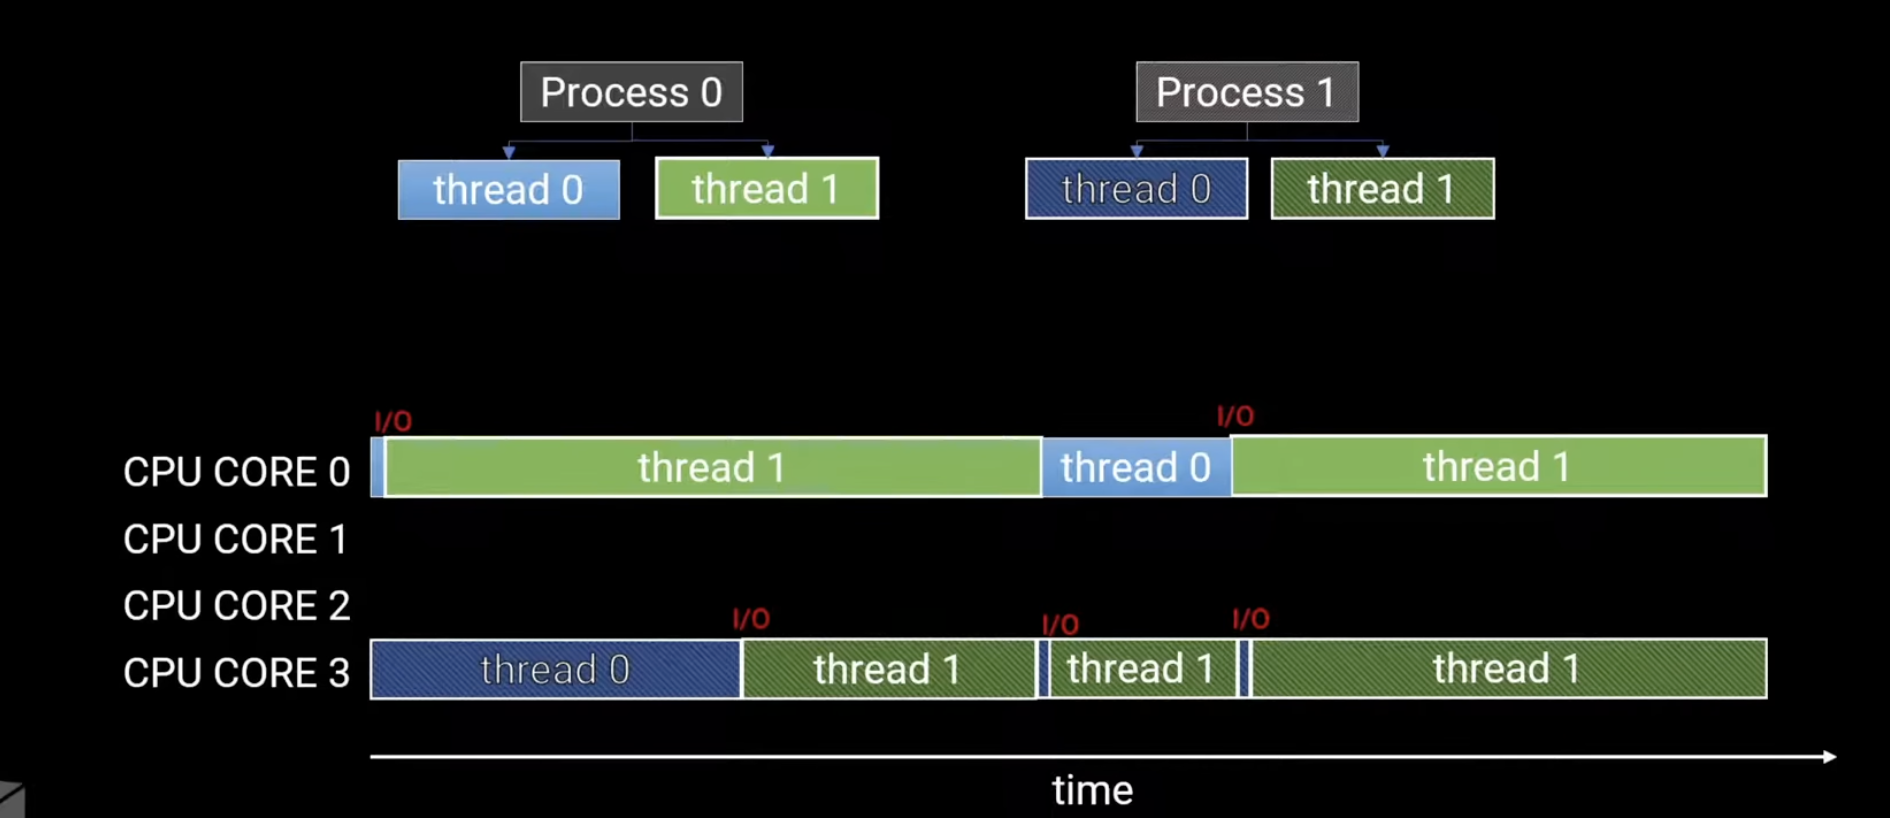 Process 0
Process 1
thread 0
thread 1
thread 0
thread 1
I/O
I/O
CPU CORE 0
thread 1
thread 0
thread 1
CPU CORE 1
CPU CORE 2
I/O
I/O
I/O
CPU CORE 3
thread 0
thread 1
thread 1
thread 1
time